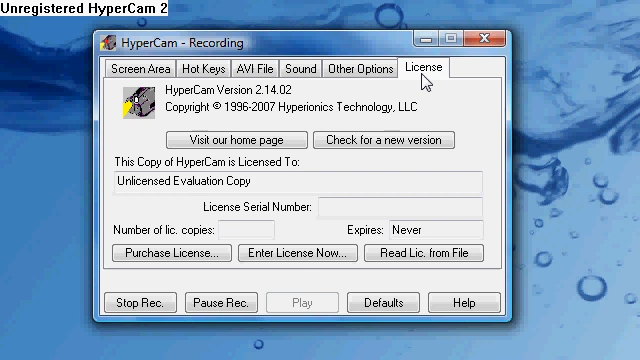 Unregistered HyperCam 2
HyperCam - Recording
Screen Area Hot Keys AVI File Sound Other Options License
HyperCam Version 2.14.02
Copyright © 1996-2007 Hyperionics Technology, LLC
Visit our home page Check for a new version
This Copy of HyperCam is Licensed To:
Unlicensed Evaluation Copy
License Serial Number:
Number of lic. copies: Expires: Never
Purchase License... Enter License Now... Read Lic. from File
Stop Rec. Pause Rec. Play Defaults Help